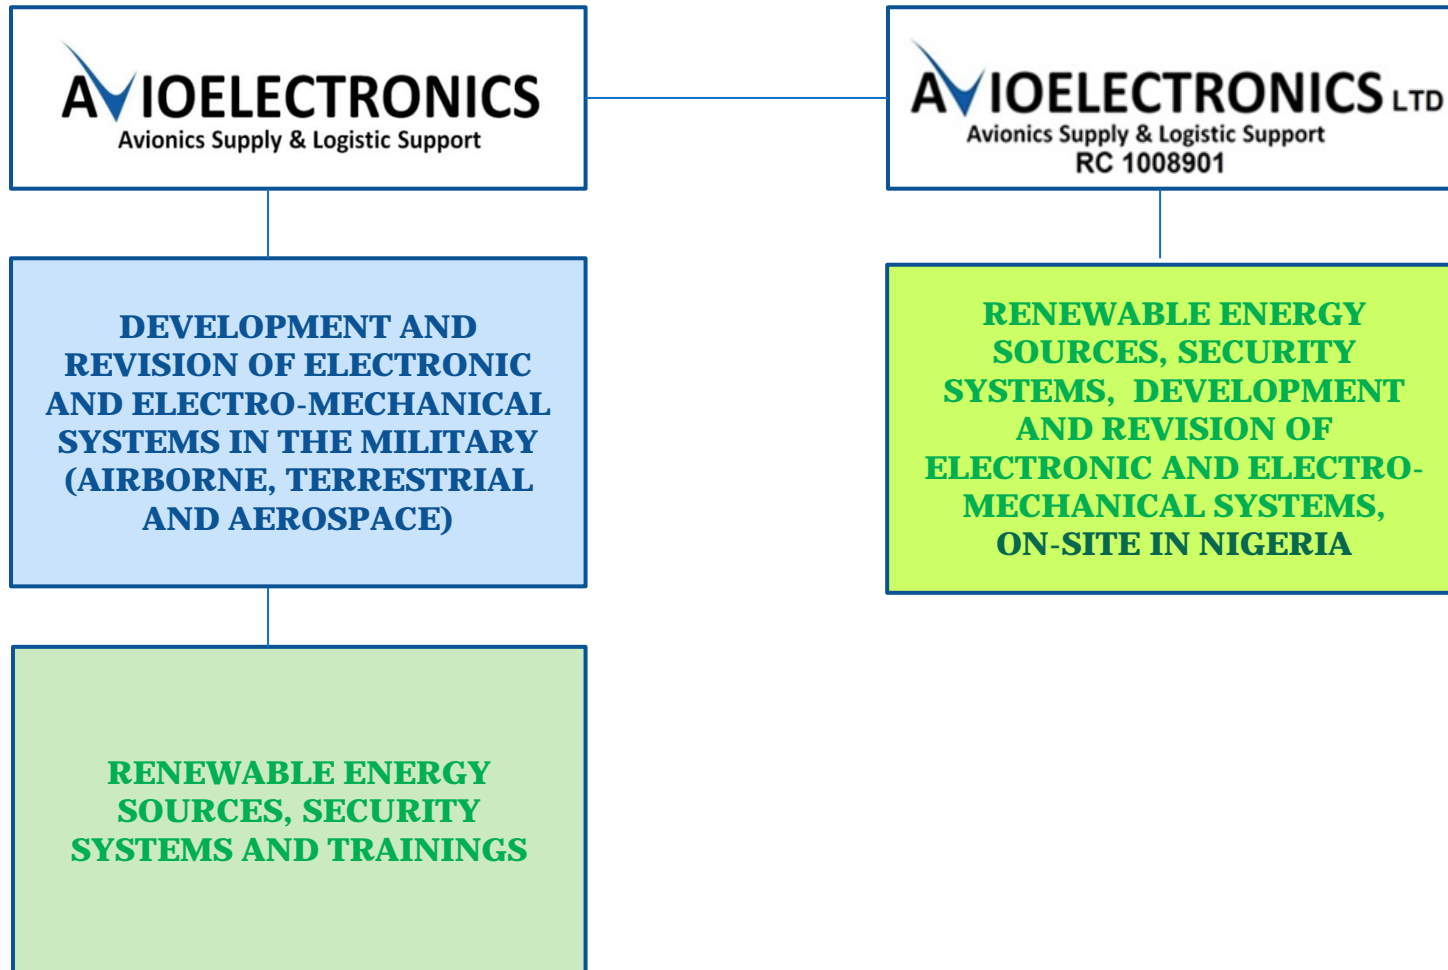 AVIOELECTRONICS
Avionics Supply & Logistic Support
AVIOELECTRONICS LTD
Avionics Supply & Logistic Support
RC 1008901
DEVELOPMENT AND
REVISION OF ELECTRONIC
AND ELECTRO-MECHANICAL
SYSTEMS IN THE MILITARY
(AIRBORNE, TERRESTRIAL
AND AEROSPACE)
RENEWABLE ENERGY
SOURCES, SECURITY
SYSTEMS, DEVELOPMENT
AND REVISION OF
ELECTRONIC AND ELECTRO-
MECHANICAL SYSTEMS,
ON-SITE IN NIGERIA
RENEWABLE ENERGY
SOURCES, SECURITY
SYSTEMS AND TRAININGS